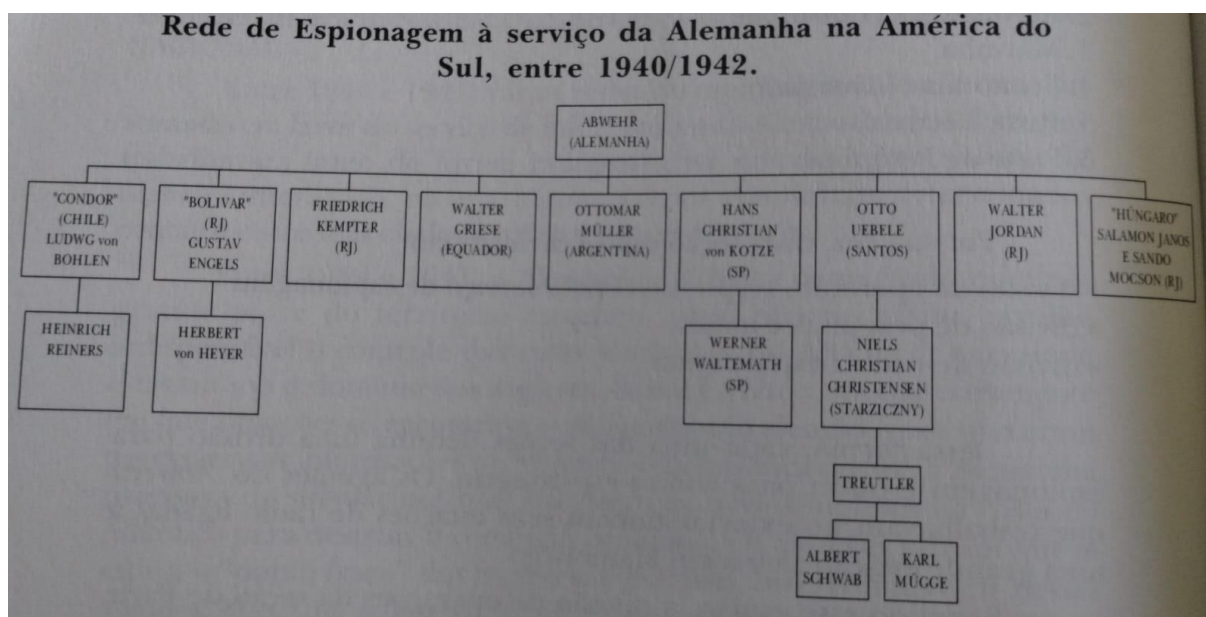 Rede de Espionagem à serviço da Alemanha na América do
Sul, entre 1940/1942.
ABWEHR
(ALEMANHA)
"CONDOR"
(CHILE)
LUDWG von
BOHLEN
"BOLIVAR"
(RJ)
GUSTAV
ENGELS
FRIEDRICH
KEMPTER
(RJ)
WALTER
GRIESE
(EQUADOR)
OTTOMAR
MÜLLER
(ARGENTINA)
HANS
CHRISTIAN
von KOTZE
(SP)
OTTO
UEBELE
(SANTOS)
WALTER
JORDAN
(RJ)
"HÚNGARO"
SALAMON JANOS
E SANDO
MOCSON (RJ)
HEINRICH
REINERS
HERBERT
von HEYER
WERNER
WALTEMATH
(SP)
NIELS
CHRISTIAN
CHRISTENSEN
(STARZICZNY)
TREUTLER
ALBERT
SCHWAB
KARL
MÜGGE